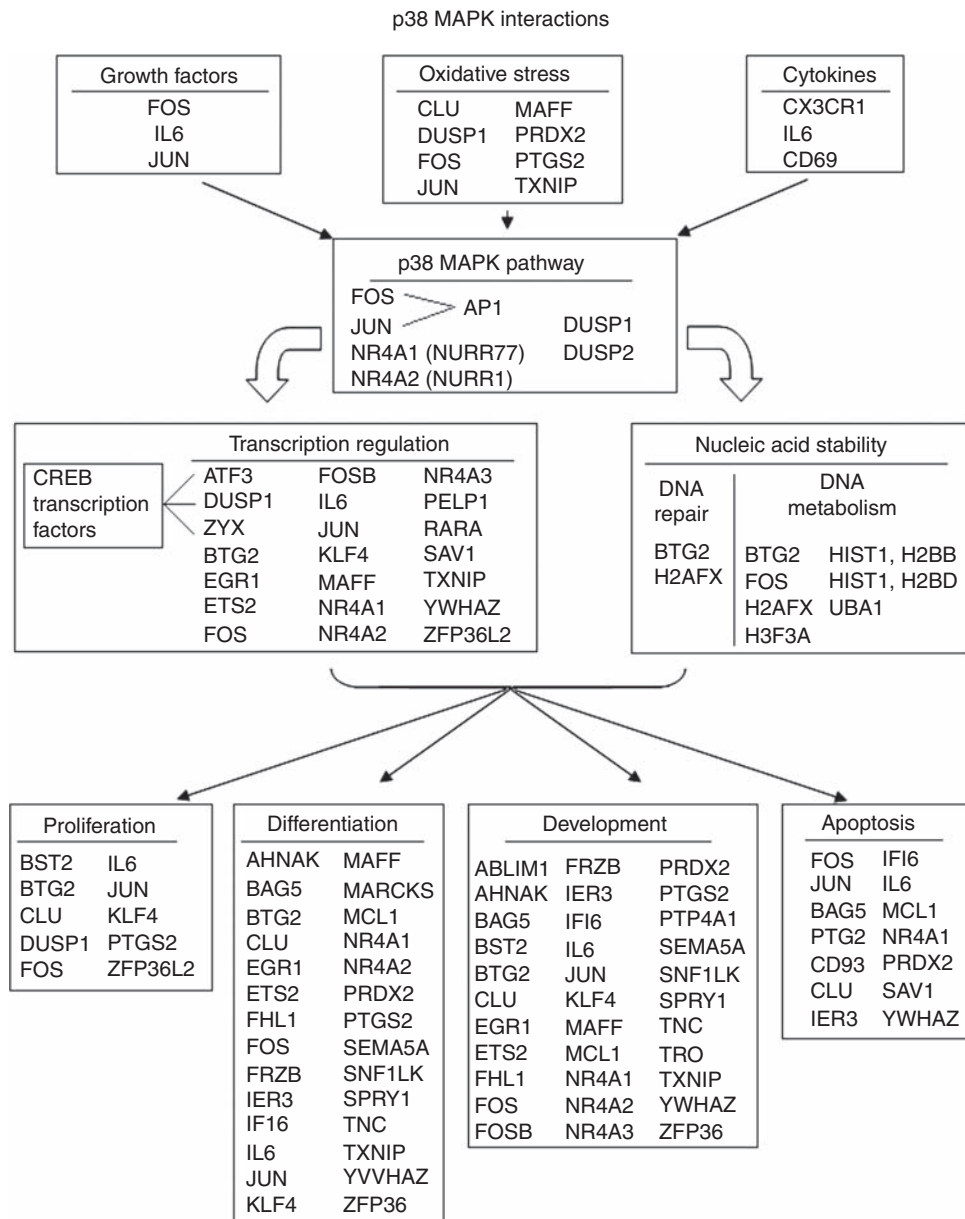 p38 MAPK interactions
Growth factors
FOS
IL6
JUN
Oxidative stress
CLU MAFF
DUSP1 PRDX2
FOS PTGS2
JUN TXNIP
Cytokines
CX3CR1
IL6
CD69
p38 MAPK pathway
FOS
AP1
JUN
DUSP1
NR4A1 (NURR77) DUSP2
NR4A2 (NURR1)
Transcription regulation
CREB
transcription
factors
ATF3 FOSB NR4A3
DUSP1 IL6 PELP1
ZYX JUN RARA
BTG2 KLF4 SAV1
EGR1 MAFF TXNIP
ETS2 NR4A1 YWHAZ
FOS NR4A2 ZFP36L2
Nucleic acid stability
DNA
repair
BTG2
H2AFX
DNA
metabolism
BTG2 HIST1, H2BB
FOS HIST1, H2BD
H2AFX UBA1
H3F3A
Proliferation
BST2 IL6
BTG2 JUN
CLU KLF4
DUSP1 PTGS2
FOS ZFP36L2
Differentiation
AHNAK MAFF
BAG5 MARCKS
BTG2 MCL1
CLU NR4A1
EGR1 NR4A2
ETS2 PRDX2
FHL1 PTGS2
FOS SEMA5A
FRZB SNF1LK
IER3 SPRY1
IF16 TNC
IL6 TXNIP
JUN YVVHAZ
KLF4 ZFP36
Development
ABLIM1 FRZB PRDX2
AHNAK IER3 PTGS2
BAG5 IFI6 PTP4A1
BST2 IL6 SEMA5A
BTG2 JUN SNF1LK
CLU KLF4 SPRY1
EGR1 MAFF TNC
ETS2 MCL1 TRO
FHL1 NR4A1 TXNIP
FOS NR4A2 YWHAZ
FOSB NR4A3 ZFP36
Apoptosis
FOS IFI6
JUN IL6
BAG5 MCL1
PTG2 NR4A1
CD93 PRDX2
CLU SAV1
IER3 YWHAZ